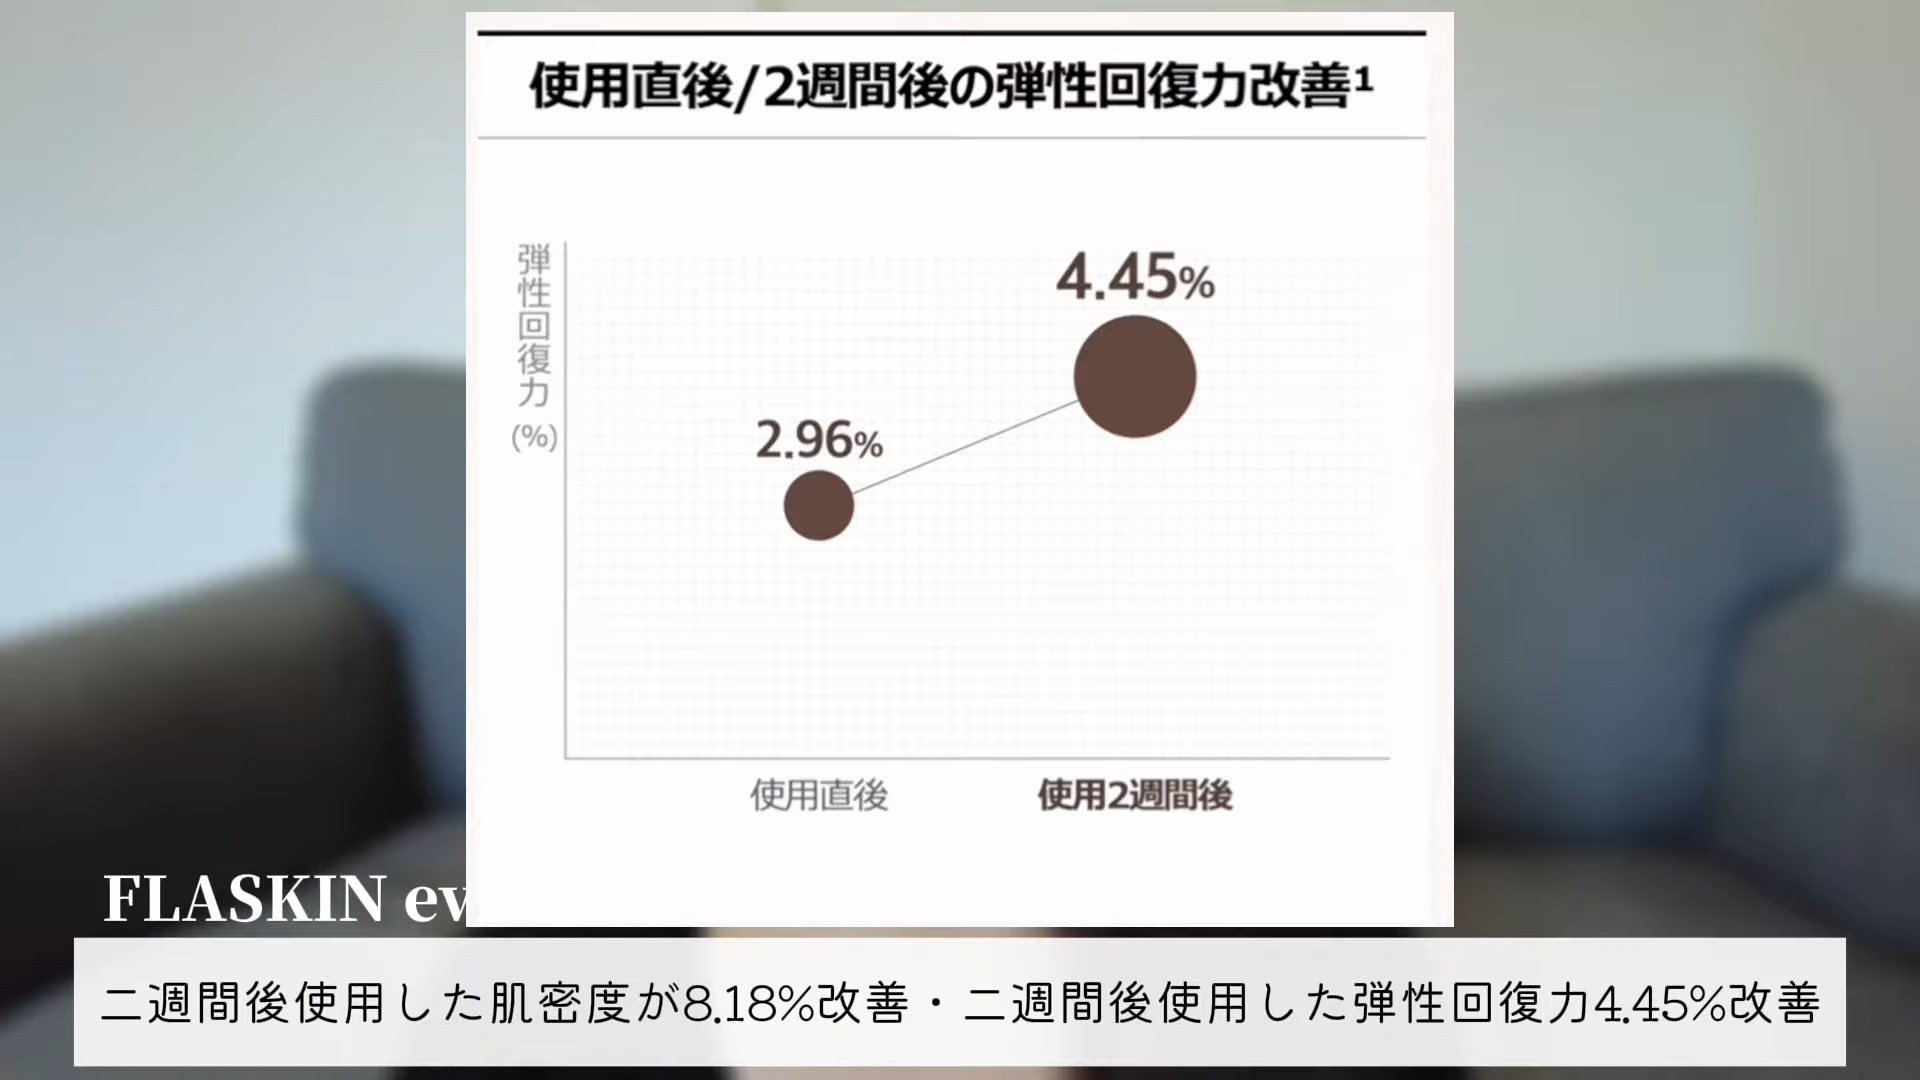 使用直後/2週間後の弾性回復力改善¹
弾性回復力
(%)
4.45%
2.96%
使用直後
使用2週間後
FLASKIN ev
二週間後使用した肌密度が8.18%改善・二週間後使用した弾性回復力4.45%改善